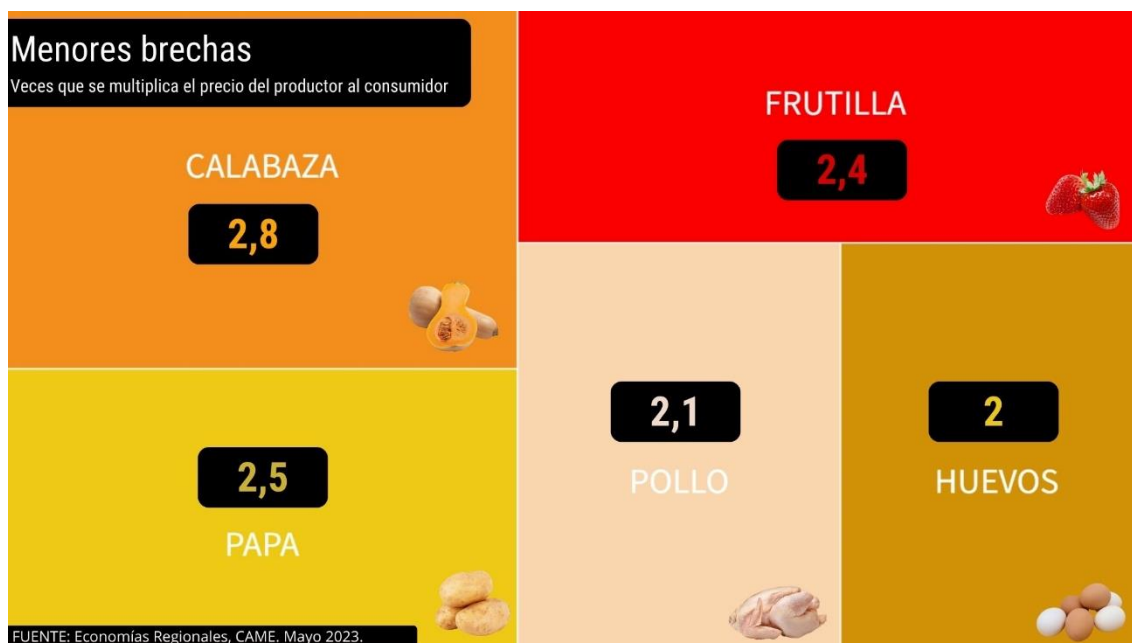 Menores brechas
Veces que se multiplica el precio del productor al consumidor
CALABAZA
2,8
FRUTILLA
2,4
2,5
PAPA
2,1
POLLO
2
HUEVOS
FUENTE: Economías Regionales, CAME. Mayo 2023.